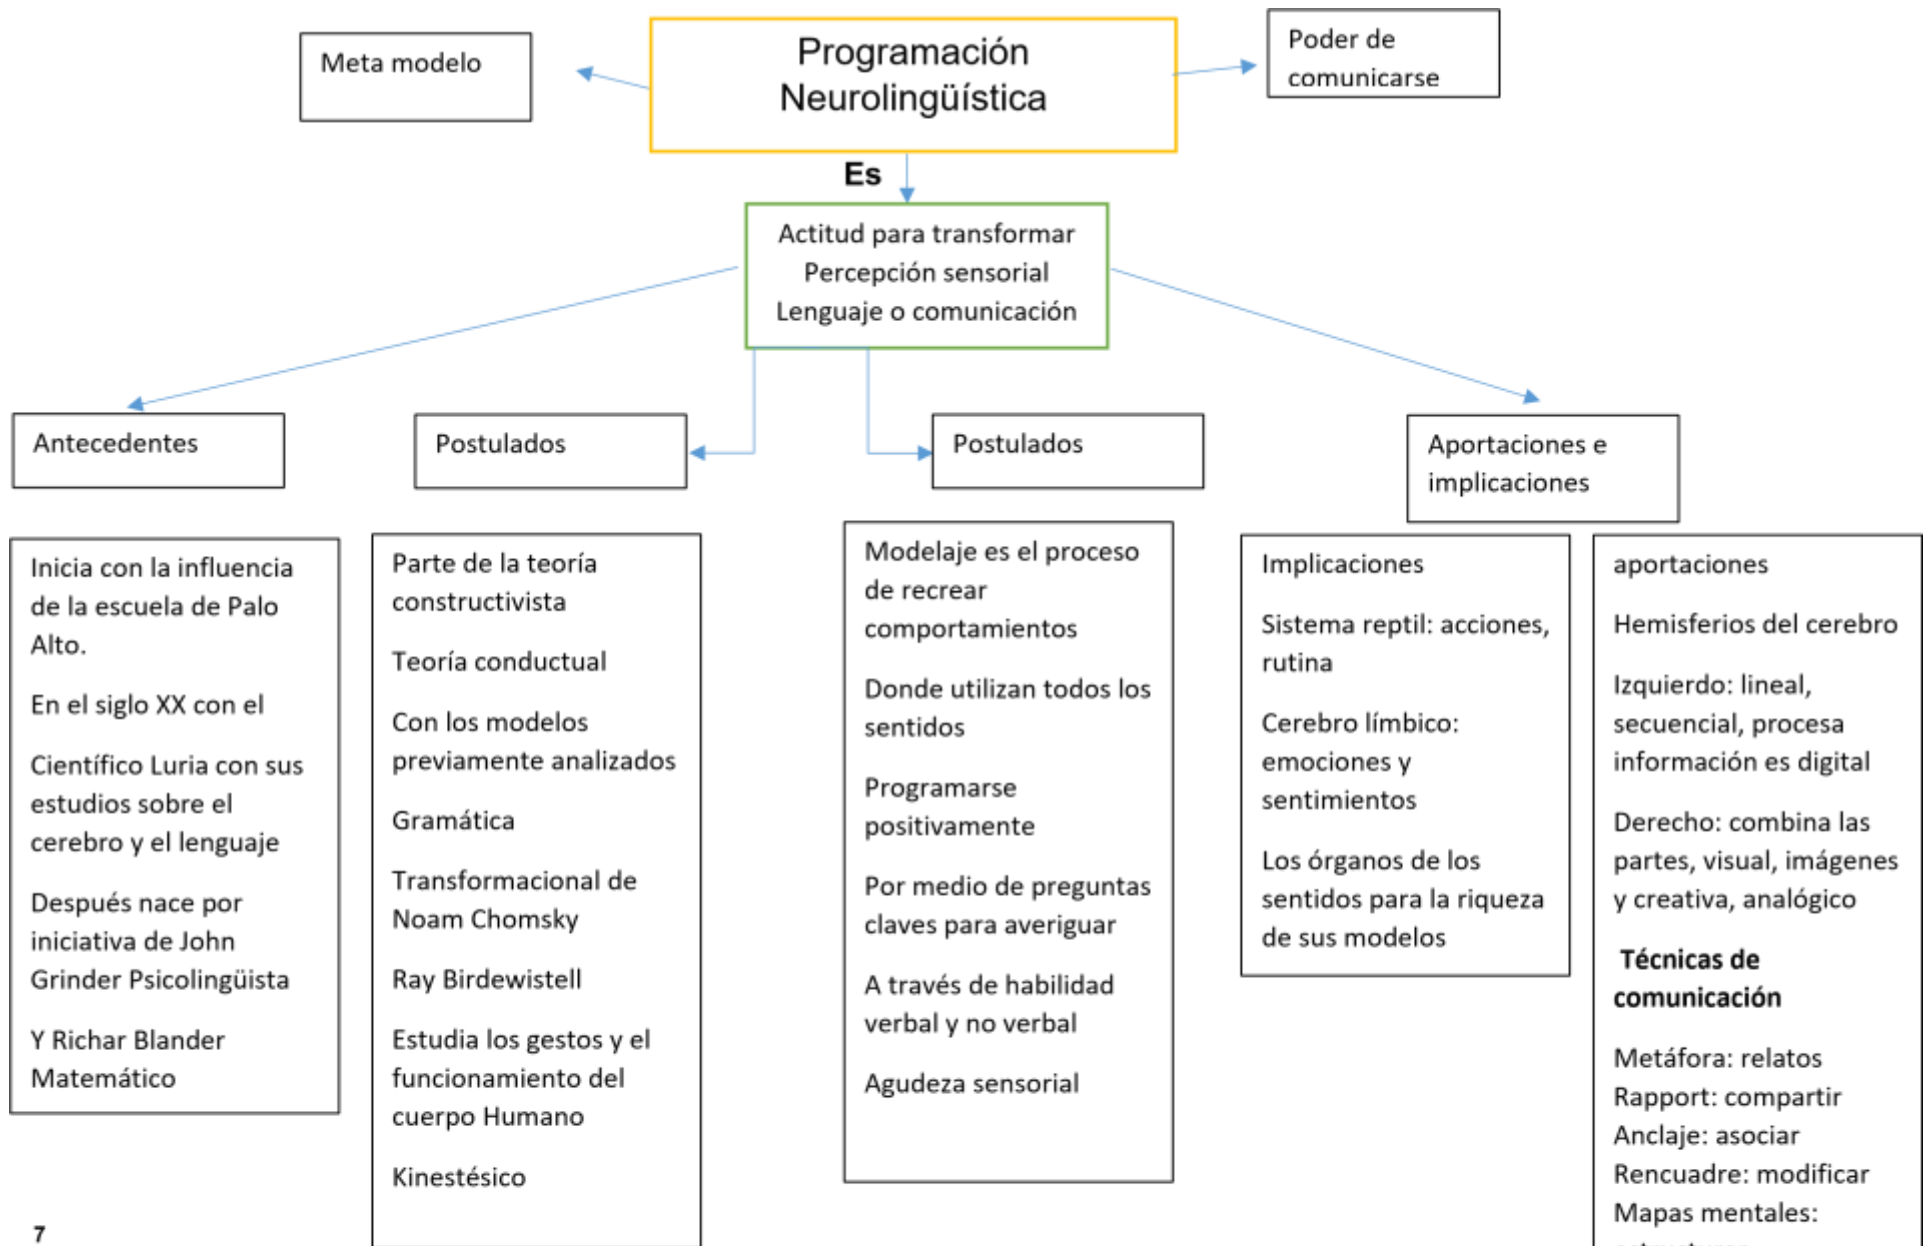 Meta modelo
Programación
Neurolingüística
Poder de
comunicarse
Es
Actitud para transformar
Percepción sensorial
Lenguaje o comunicación
Antecedentes
Postulados
Postulados
Aportaciones e
implicaciones
Inicia con la influencia
de la escuela de Palo
Alto.
En el siglo XX con el
Científico Luria con sus
estudios sobre el
cerebro y el lenguaje
Después nace por
iniciativa de John
Grinder Psicolingüista
Y Richar Blander
Matemático
Parte de la teoría
constructivista
Teoría conductual
Con los modelos
previamente analizados
Gramática
Transformacional de
Noam Chomsky
Ray Birdewistell
Estudia los gestos y el
funcionamiento del
cuerpo Humano
Kinestésico
Modelaje es el proceso
de recrear
comportamientos
Donde utilizan todos los
sentidos
Programarse
positivamente
Por medio de preguntas
claves para averiguar
A través de habilidad
verbal y no verbal
Agudeza sensorial
Implicaciones
Sistema reptil: acciones,
rutina
Cerebro límbico:
emociones y
sentimientos
Los órganos de los
sentidos para la riqueza
de sus modelos
aportaciones
Hemisferios del cerebro
Izquierdo: lineal,
secuencial, procesa
información es digital
Derecho: combina las
partes, visual, imágenes
y creativa, analógico
Técnicas de
comunicación
Metáfora: relatos
Rapport: compartir
Anclaje: asociar
Rencuadre: modificar
Mapas mentales:
7